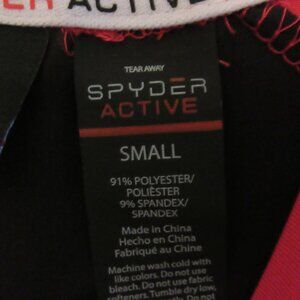 ER ACTIVE
TEAR AWAY
SPYDER
ACTIVE
SMALL
91% POLYESTER/
POLIÉSTER
9% SPANDEX/
SPANDEX
Made in China
Hecho en China
Fabriqué au Chine
Machine wash cold with
like colors. Do not use
bleach. Do not use fabric
softeners. Tumble dry low,